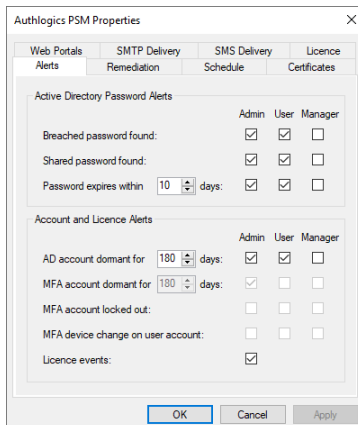 Authlogics PSM Properties
Web Portals SMTP Delivery SMS Delivery Licence
Alerts Remediation Schedule Certificates
Active Directory Password Alerts
Admin User Manager
Breached password found:
Shared password found:
Password expires within 10 days:
Account and Licence Alerts
Admin User Manager
AD account dormant for 180 days:
MFA account dormant for 180 days:
MFA account locked out:
MFA device change on user account:
Licence events:
OK Cancel Apply